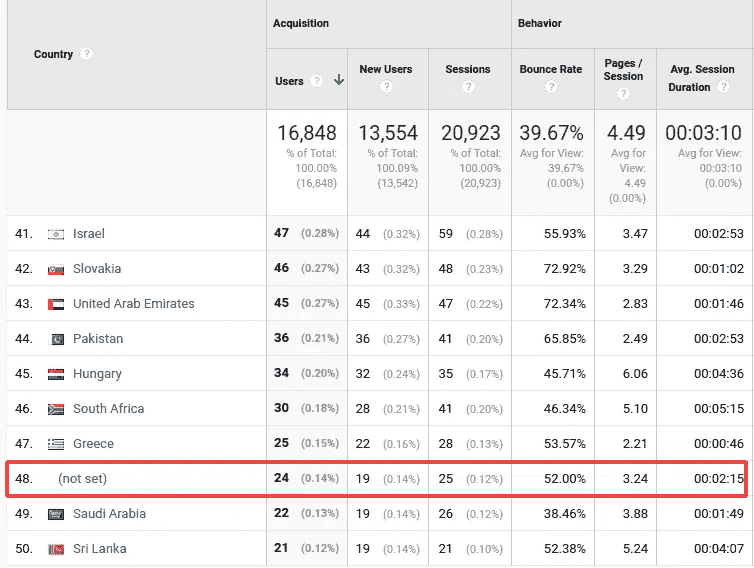 Acquisition Behavior
Country ? Users ? New Users ? Sessions ? Bounce Rate ? Pages / Session ? Avg. Session Duration ?
16,848 13,554 20,923 39.67% 4.49 00:03:10
% of Total: 100.00% (16,848) % of Total: 100.09% (13,542) % of Total: 100.00% (20,923) Avg for View: 39.67% (0.00%) Avg for View: 4.49 (0.00%) Avg for View: 00:03:10 (0.00%)
41. Israel 47 (0.28%) 44 (0.32%) 59 (0.28%) 55.93% 3.47 00:02:53
42. Slovakia 46 (0.27%) 43 (0.32%) 48 (0.23%) 72.92% 3.29 00:01:02
43. United Arab Emirates 45 (0.27%) 45 (0.33%) 47 (0.22%) 72.34% 2.83 00:01:46
44. Pakistan 36 (0.21%) 36 (0.27%) 41 (0.20%) 65.85% 2.49 00:02:53
45. Hungary 34 (0.20%) 32 (0.24%) 35 (0.17%) 45.71% 6.06 00:04:36
46. South Africa 30 (0.18%) 28 (0.21%) 41 (0.20%) 46.34% 5.10 00:05:15
47. Greece 25 (0.15%) 22 (0.16%) 28 (0.13%) 53.57% 2.21 00:00:46
48. (not set) 24 (0.14%) 19 (0.14%) 25 (0.12%) 52.00% 3.24 00:02:15
49. Saudi Arabia 22 (0.13%) 19 (0.14%) 26 (0.12%) 38.46% 3.88 00:01:49
50. Sri Lanka 21 (0.12%) 19 (0.14%) 21 (0.10%) 52.38% 5.24 00:04:07